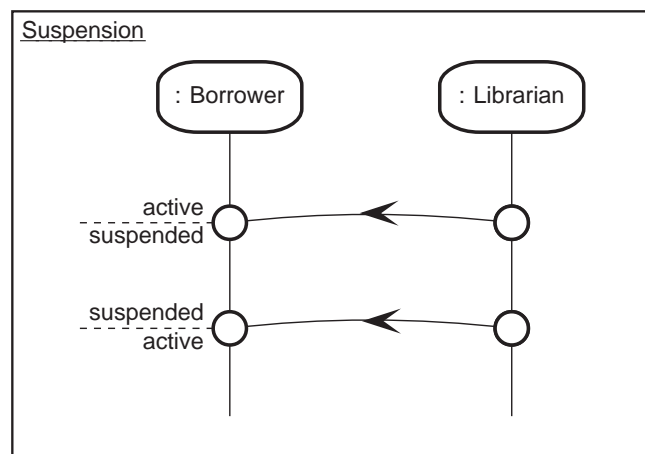 Suspension
: Borrower
: Librarian
active
suspended
suspended
active